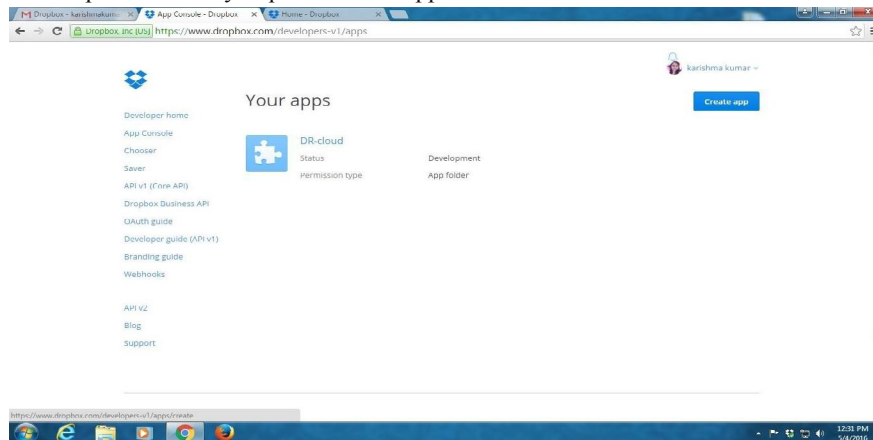 Dropbox - karishmakum
App Console - Dropbox
Home - Dropbox
Dropbox, Inc [US] https://www.dropbox.com/developers-v1/apps
karishma kumar
Your apps
Create app
Developer home
App Console
Chooser
Saver
API v1 (Core API)
Dropbox Business API
OAuth guide
Developer guide (API v1)
Branding guide
Webhooks
API v2
Blog
Support
DR-cloud
Status Development
Permission type App folder
https://www.dropbox.com/developers-v1/apps/create
12:31 PM
5/4/2016